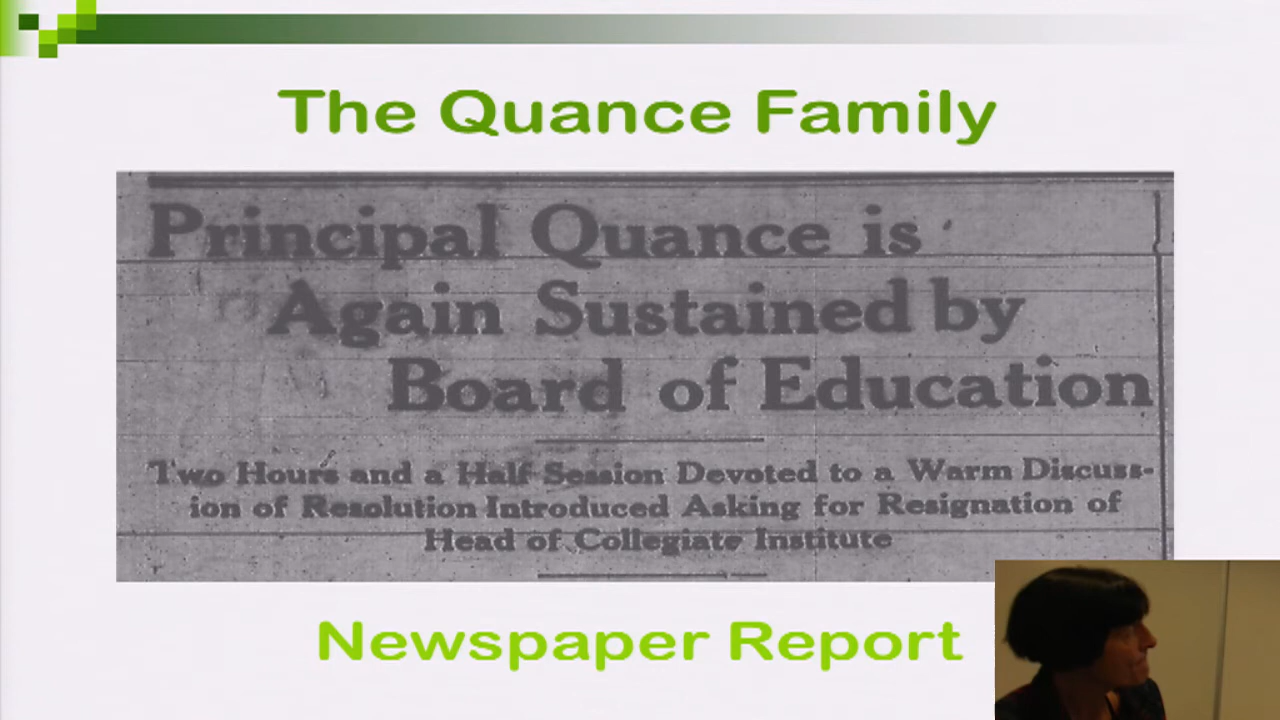 The Quance Family
Principal Quance is
Again Sustained by
Board of Education
Two Hours and a Half Session Devoted to a Warm Discuss-
ion of Resolution Introduced Asking for Resignation of
Head of Collegiate Institute
Newspaper Report